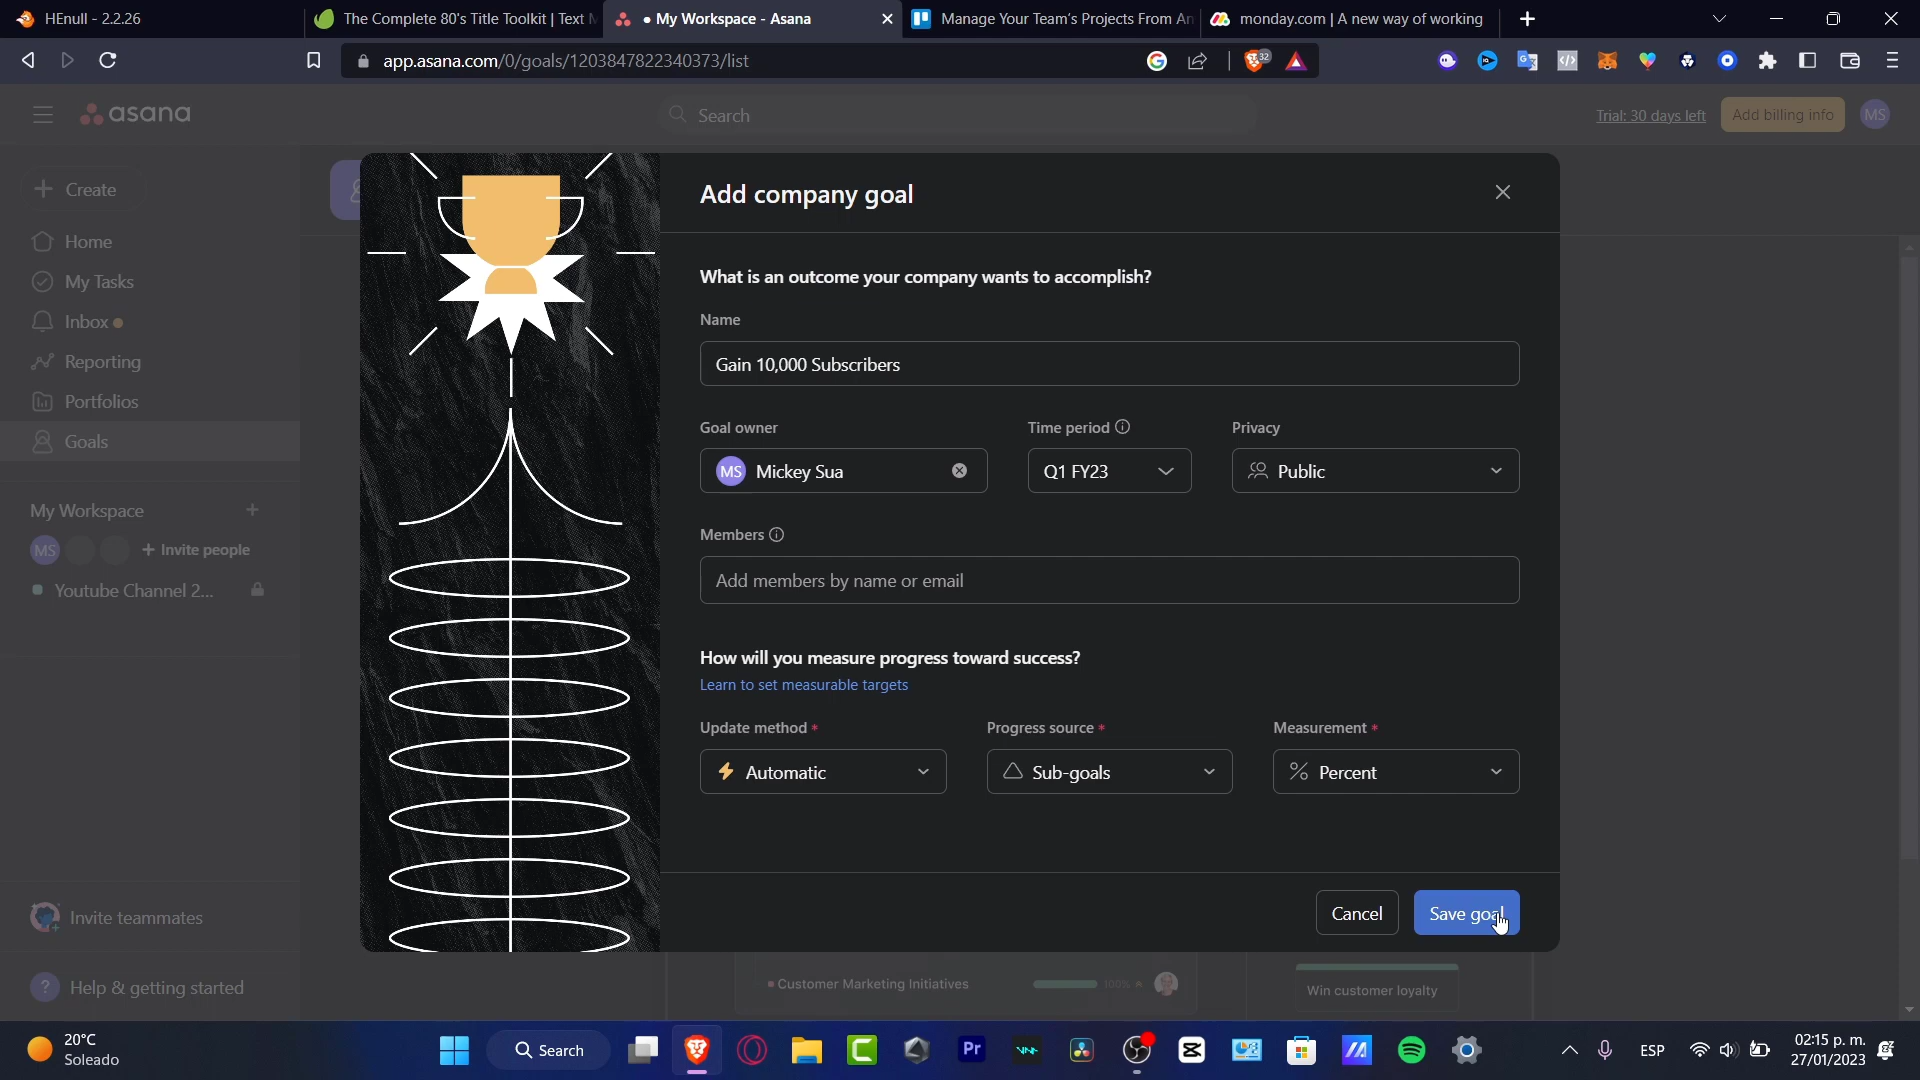 HEnull - 2.2.26
The Complete 80's Title Toolkit | Text
• My Workspace - Asana
Manage Your Team's Projects From An
monday.com | A new way of working
app.asana.com/0/goals/1203847822340373/list
32
asana
Search
Trial: 30 days left
Add billing info
MS
Create
Home
My Tasks
Inbox
Reporting
Portfolios
Goals
My Workspace
MS
Invite people
Youtube Channel 2...
Invite teammates
? Help & getting started
Add company goal
What is an outcome your company wants to accomplish?
Name
Gain 10,000 Subscribers
Goal owner
Time period
Privacy
MS Mickey Sua
Q1 FY23
Public
Members
Add members by name or email
How will you measure progress toward success?
Learn to set measurable targets
Update method *
Progress source *
Measurement *
Automatic
Sub-goals
% Percent
Cancel
Save goal
Customer Marketing Initiatives
100%
Win customer loyalty
20°C
Soleado
Search
Pr
ESP
02:15 p. m.
27/01/2023